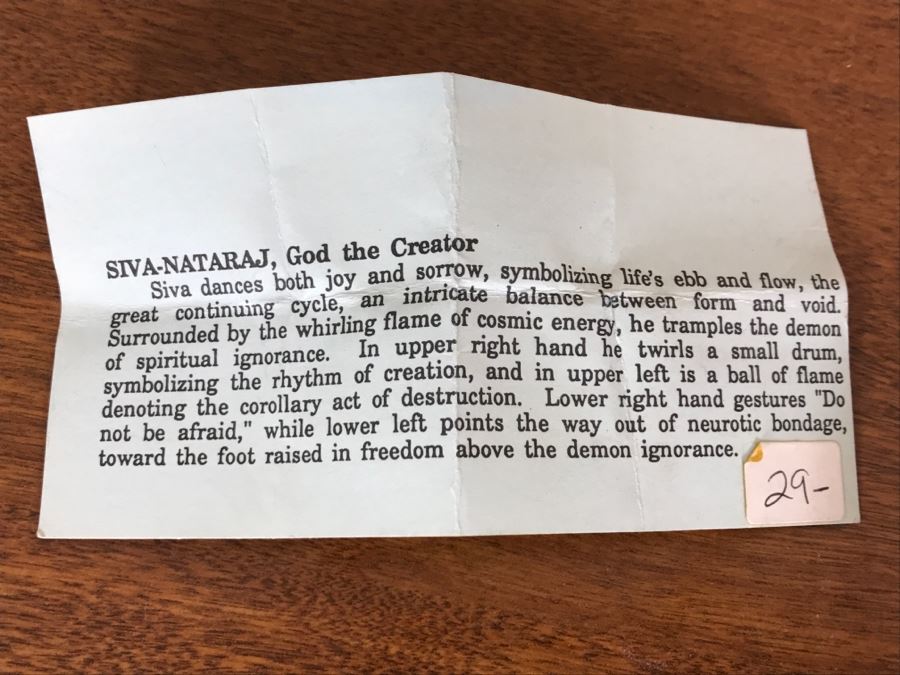 SIVA-NATARAJ, God the Creator
Siva dances both joy and sorrow, symbolizing life's ebb and flow, the
great continuing cycle, an intricate balance between form and void.
Surrounded by the whirling flame of cosmic energy, he tramples the demon
of spiritual ignorance. In upper right hand he twirls a small drum,
symbolizing the rhythm of creation, and in upper left is a ball of flame
denoting the corollary act of destruction. Lower right hand gestures "Do
not be afraid," while lower left points the way out of neurotic bondage,
toward the foot raised in freedom above the demon ignorance.
29-